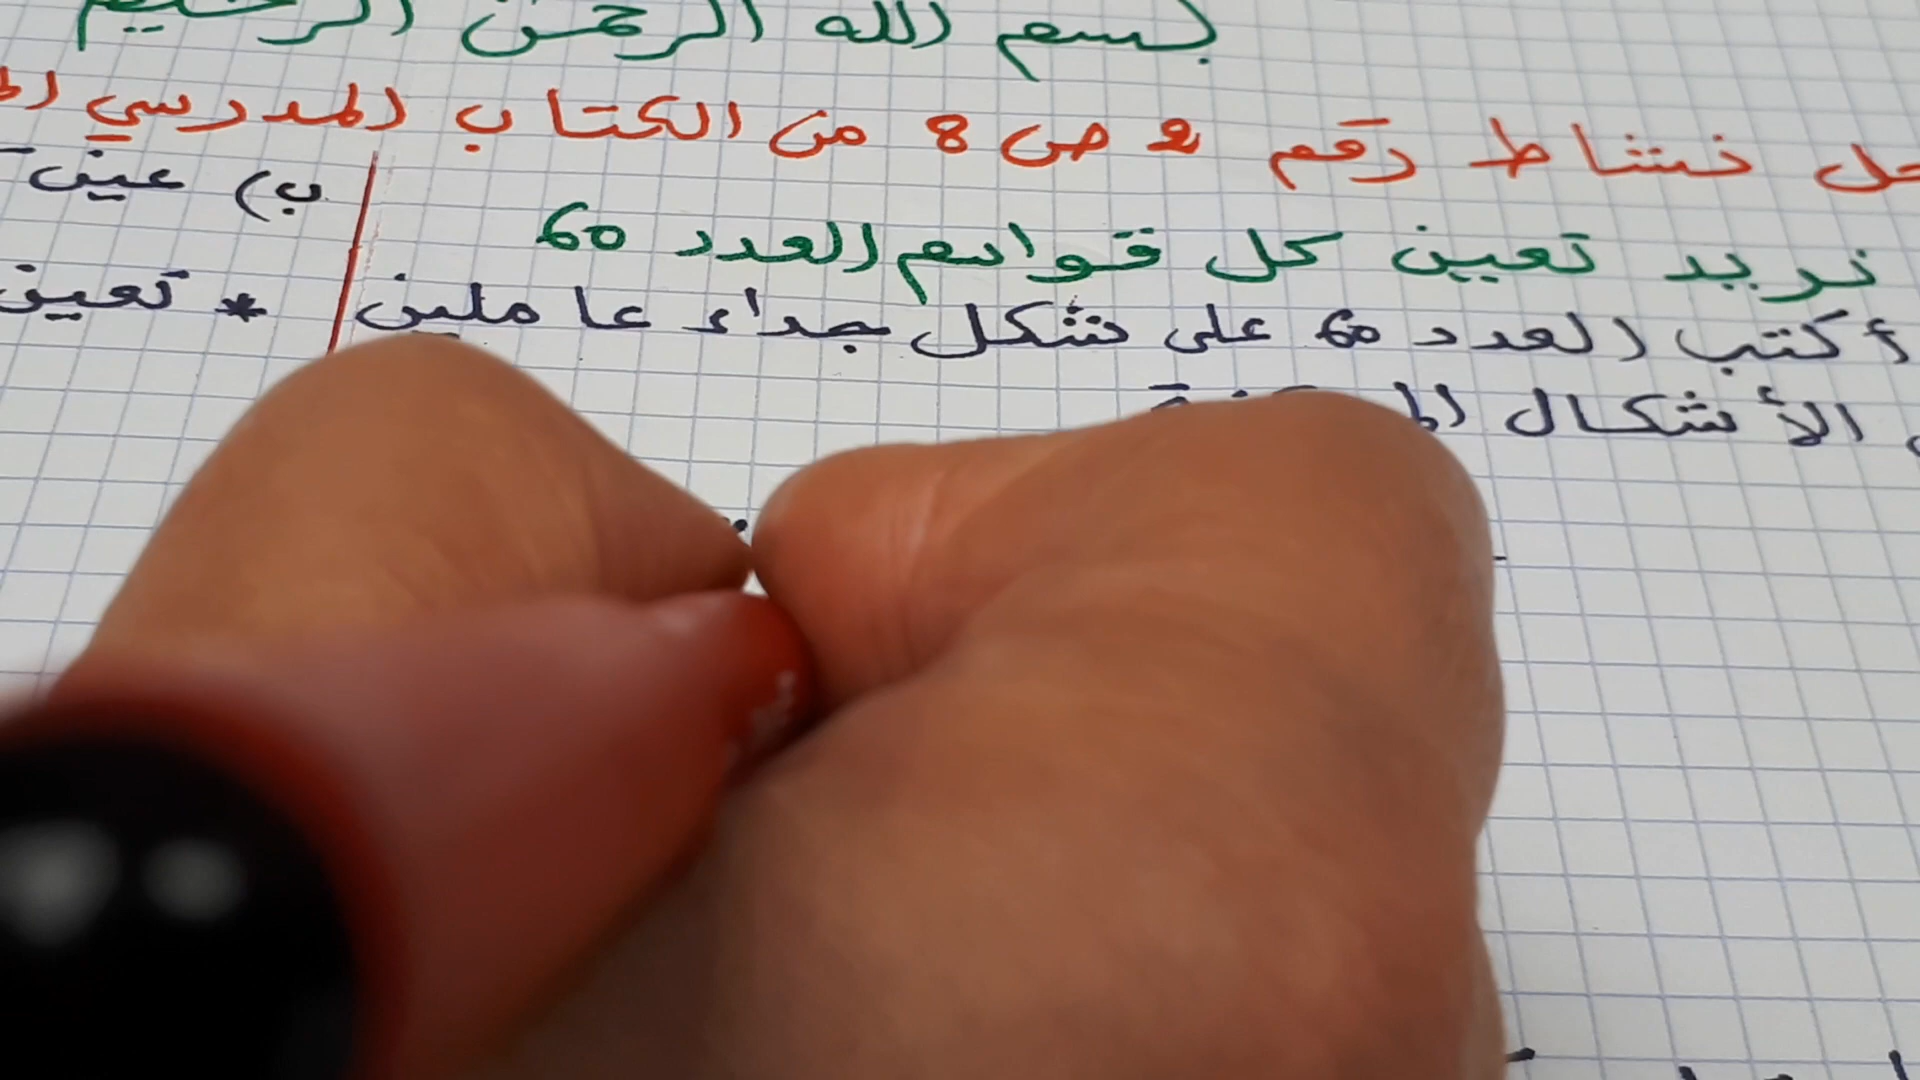 بسم الله الرحمن الرحيم
حل نشاط رقم 2 ص 8 من الكتاب المدرسي
نريد تعيين كل قواسم العدد 60
أكتب العدد 60 على شكل جداء عاملين
الأشكال
ب) عين
* تعيين